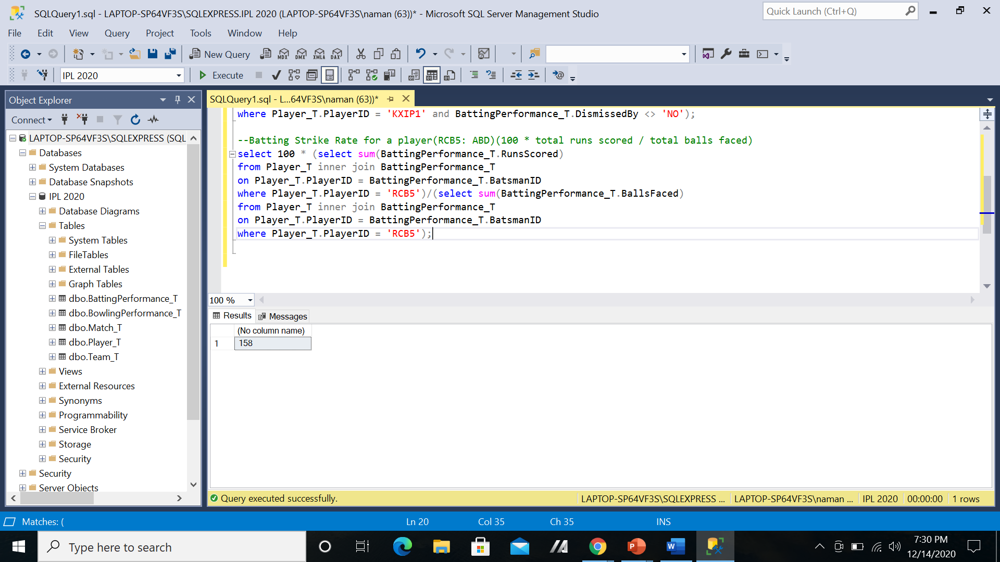 SQLQuery1.sql - LAPTOP-SP64VF3S\SQLEXPRESS.IPL 2020 (LAPTOP-SP64VF3S\naman (63))* - Microsoft SQL Server Management Studio
Quick Launch (Ctrl+Q)
File Edit View Query Project Tools Window Help
New Query MDX DMX XMLA DAX
IPL 2020 Execute
Object Explorer
Connect
LAPTOP-SP64VF3S\SQLEXPRESS (SQL
Databases
System Databases
Database Snapshots
IPL 2020
Database Diagrams
Tables
System Tables
FileTables
External Tables
Graph Tables
dbo.BattingPerformance_T
dbo.BowlingPerformance_T
dbo.Match_T
dbo.Player_T
dbo.Team_T
Views
External Resources
Synonyms
Programmability
Service Broker
Storage
Security
Security
Server Objects
SQLQuery1.sql - L...64VF3S\naman (63))*
where Player_T.PlayerID = 'KXIP1' and BattingPerformance_T.DismissedBy <> 'NO');
--Batting Strike Rate for a player(RCB5: ABD)(100 * total runs scored / total balls faced)
select 100 * (select sum(BattingPerformance_T.RunsScored)
from Player_T inner join BattingPerformance_T
on Player_T.PlayerID = BattingPerformance_T.BatsmanID
where Player_T.PlayerID = 'RCB5')/(select sum(BattingPerformance_T.BallsFaced)
from Player_T inner join BattingPerformance_T
on Player_T.PlayerID = BattingPerformance_T.BatsmanID
where Player_T.PlayerID = 'RCB5');
100 %
Results Messages
(No column name)
1 158
Query executed successfully. LAPTOP-SP64VF3S\SQLEXPRESS ... LAPTOP-SP64VF3S\naman ... IPL 2020 00:00:00 1 rows
Matches: ( Ln 20 Col 35 Ch 35 INS
Type here to search
7:30 PM
12/14/2020